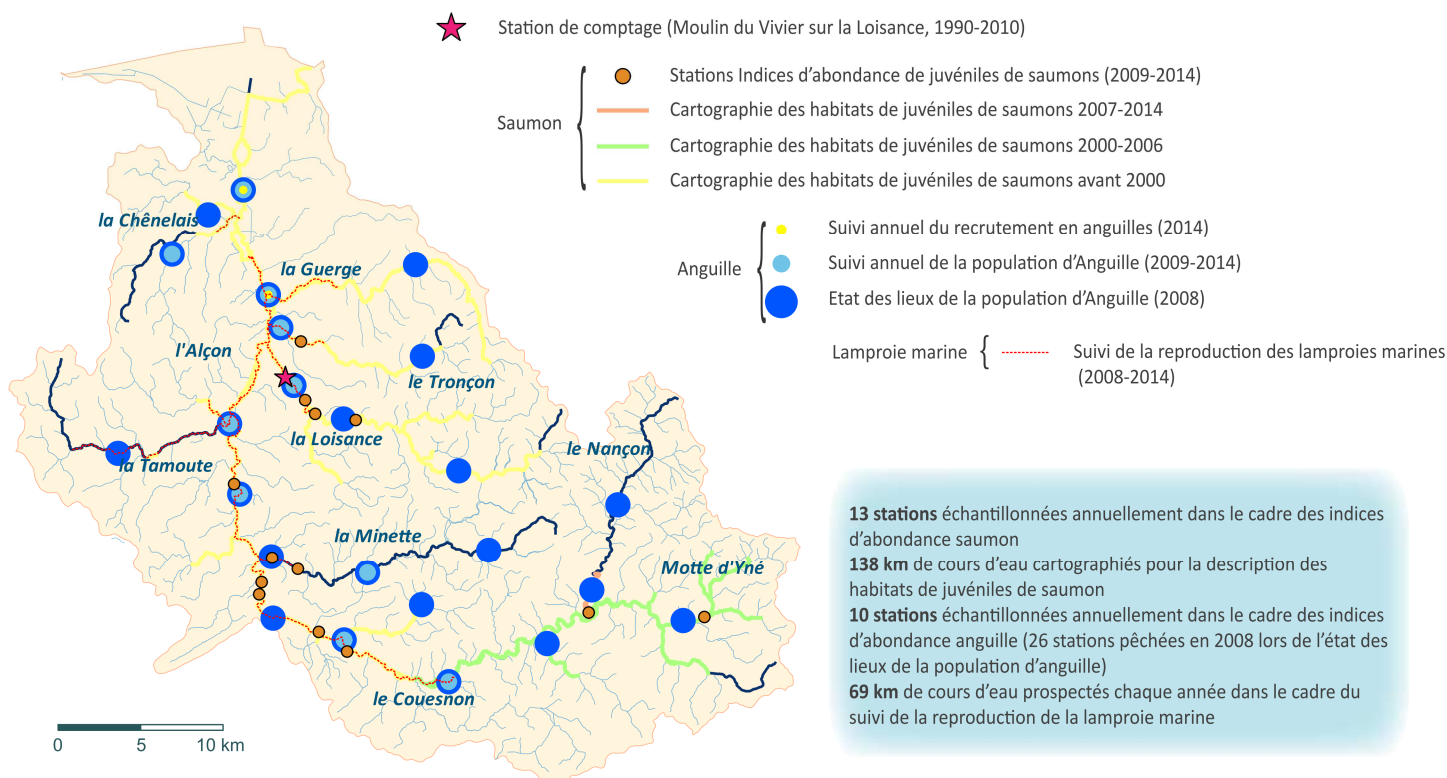 Station de comptage (Moulin du Vivier sur la Loisance, 1990-2010)
Saumon
Stations Indices d’abondance de juvéniles de saumons (2009-2014)
Cartographie des habitats de juvéniles de saumons 2007-2014
Cartographie des habitats de juvéniles de saumons 2000-2006
Cartographie des habitats de juvéniles de saumons avant 2000
Anguille
Suivi annuel du recrutement en anguilles (2014)
Suivi annuel de la population d’Anguille (2009-2014)
Etat des lieux de la population d’Anguille (2008)
Lamproie marine
Suivi de la reproduction des lamproies marines
(2008-2014)
la Chênelais
la Guerge
l'Alçon
le Tronçon
la Loisance
le Nançon
la Tamoute
la Minette
Motte d'Yné
le Couesnon
0 5 10 km
13 stations échantillonnées annuellement dans le cadre des indices
d’abondance saumon
138 km de cours d’eau cartographiés pour la description des
habitats de juvéniles de saumon
10 stations échantillonnées annuellement dans le cadre des indices
d’abondance anguille (26 stations pêchées en 2008 lors de l’état des
lieux de la population d’anguille)
69 km de cours d’eau prospectés chaque année dans le cadre du
suivi de la reproduction de la lamproie marine